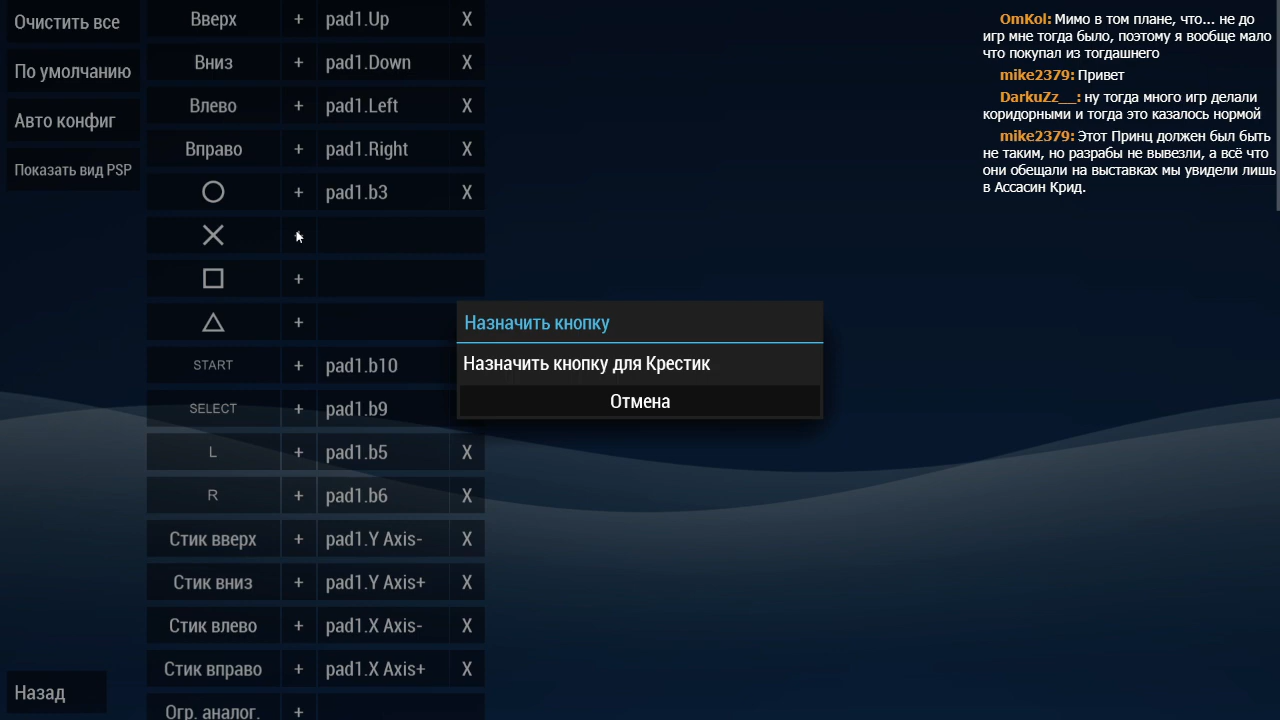 Очистить все
По умолчанию
Авто конфиг
Показать вид PSP
Назад
Вверх + pad1.Up X
Вниз + pad1.Down X
Влево + pad1.Left X
Вправо + pad1.Right X
+ pad1.b3 X
+
+
+
START + pad1.b10
SELECT + pad1.b9
L + pad1.b5 X
R + pad1.b6 X
Стик вверх + pad1.Y Axis- X
Стик вниз + pad1.Y Axis+ X
Стик влево + pad1.X Axis- X
Стик вправо + pad1.X Axis+ X
Огр. аналог. +
Назначить кнопку
Назначить кнопку для Крестик
Отмена
OmKol: Мимо в том плане, что... не до
игр мне тогда было, поэтому я вообще мало
что покупал из тогдашнего
mike2379: Привет
DarkuZz__: ну тогда много игр делали
коридорными и тогда это казалось нормой
mike2379: Этот Принц должен был быть
не таким, но разрабы не вывезли, а всё что
они обещали на выставках мы увидели лишь
в Ассасин Крид.